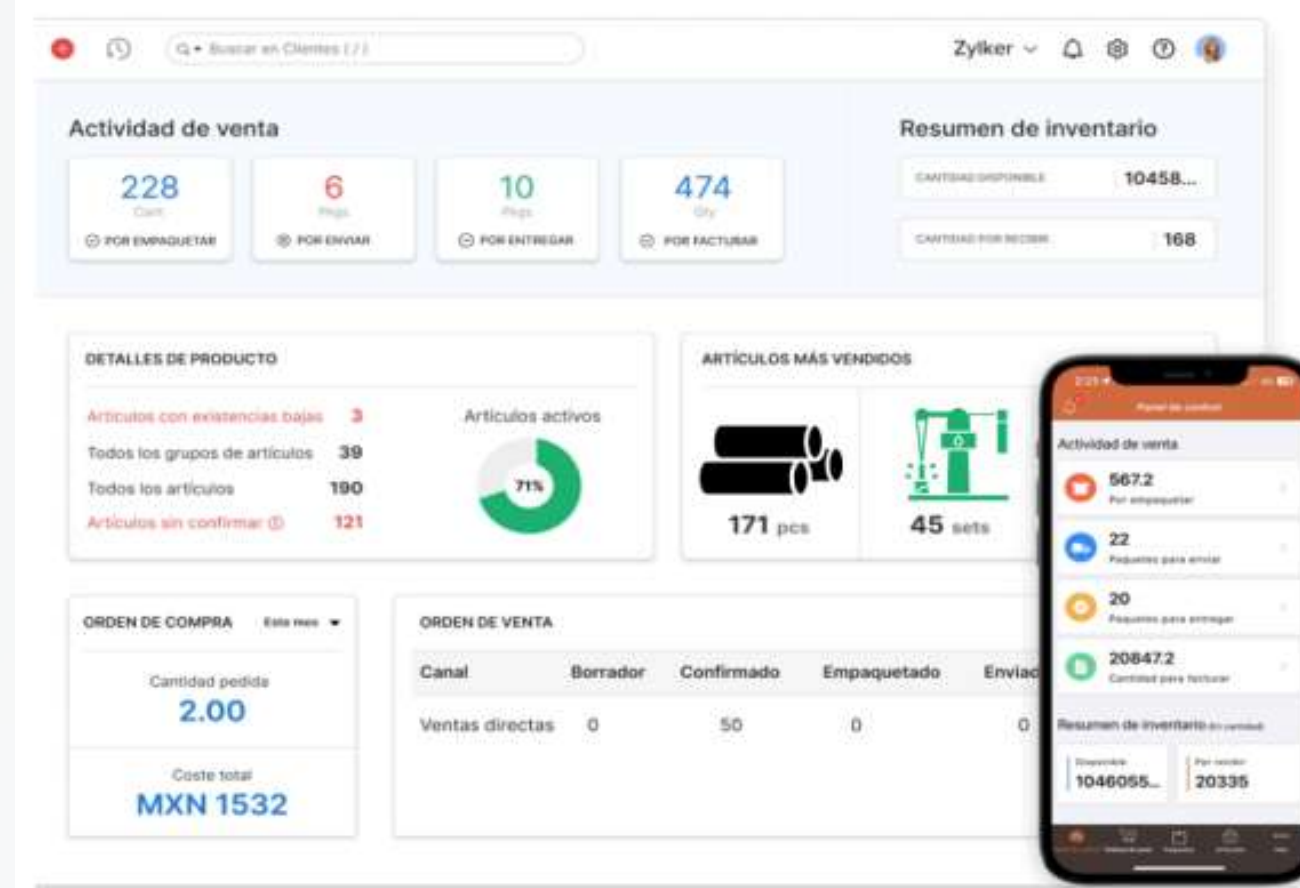 Buscar en Clientes ( / )
Zylker
Actividad de venta
Resumen de inventario
228
Cant.
POR EMPAQUETAR
6
Pkgs
POR ENVIAR
10
Pkgs
POR ENTREGAR
474
Qty
POR FACTURAR
CANTIDAD DISPONIBLE 10458...
CANTIDAD POR RECIBIR 168
DETALLES DE PRODUCTO
Artículos con existencias bajas 3
Todos los grupos de artículos 39
Todos los artículos 190
Artículos sin confirmar 121
Artículos activos
71%
ARTÍCULOS MÁS VENDIDOS
171 pcs
45 sets
ORDEN DE COMPRA Este mes
Cantidad pedida
2.00
Coste total
MXN 1532
ORDEN DE VENTA
Canal Borrador Confirmado Empaquetado Enviad
Ventas directas 0 50 0 0
2:25
Panel de control
Actividad de venta
567.2
Por empaquetar
22
Paquetes para enviar
20
Paquetes para entregar
20847.2
Cantidad para facturar
Resumen de inventario (en cantidad)
Disponible
1046055...
Por recibir
20335